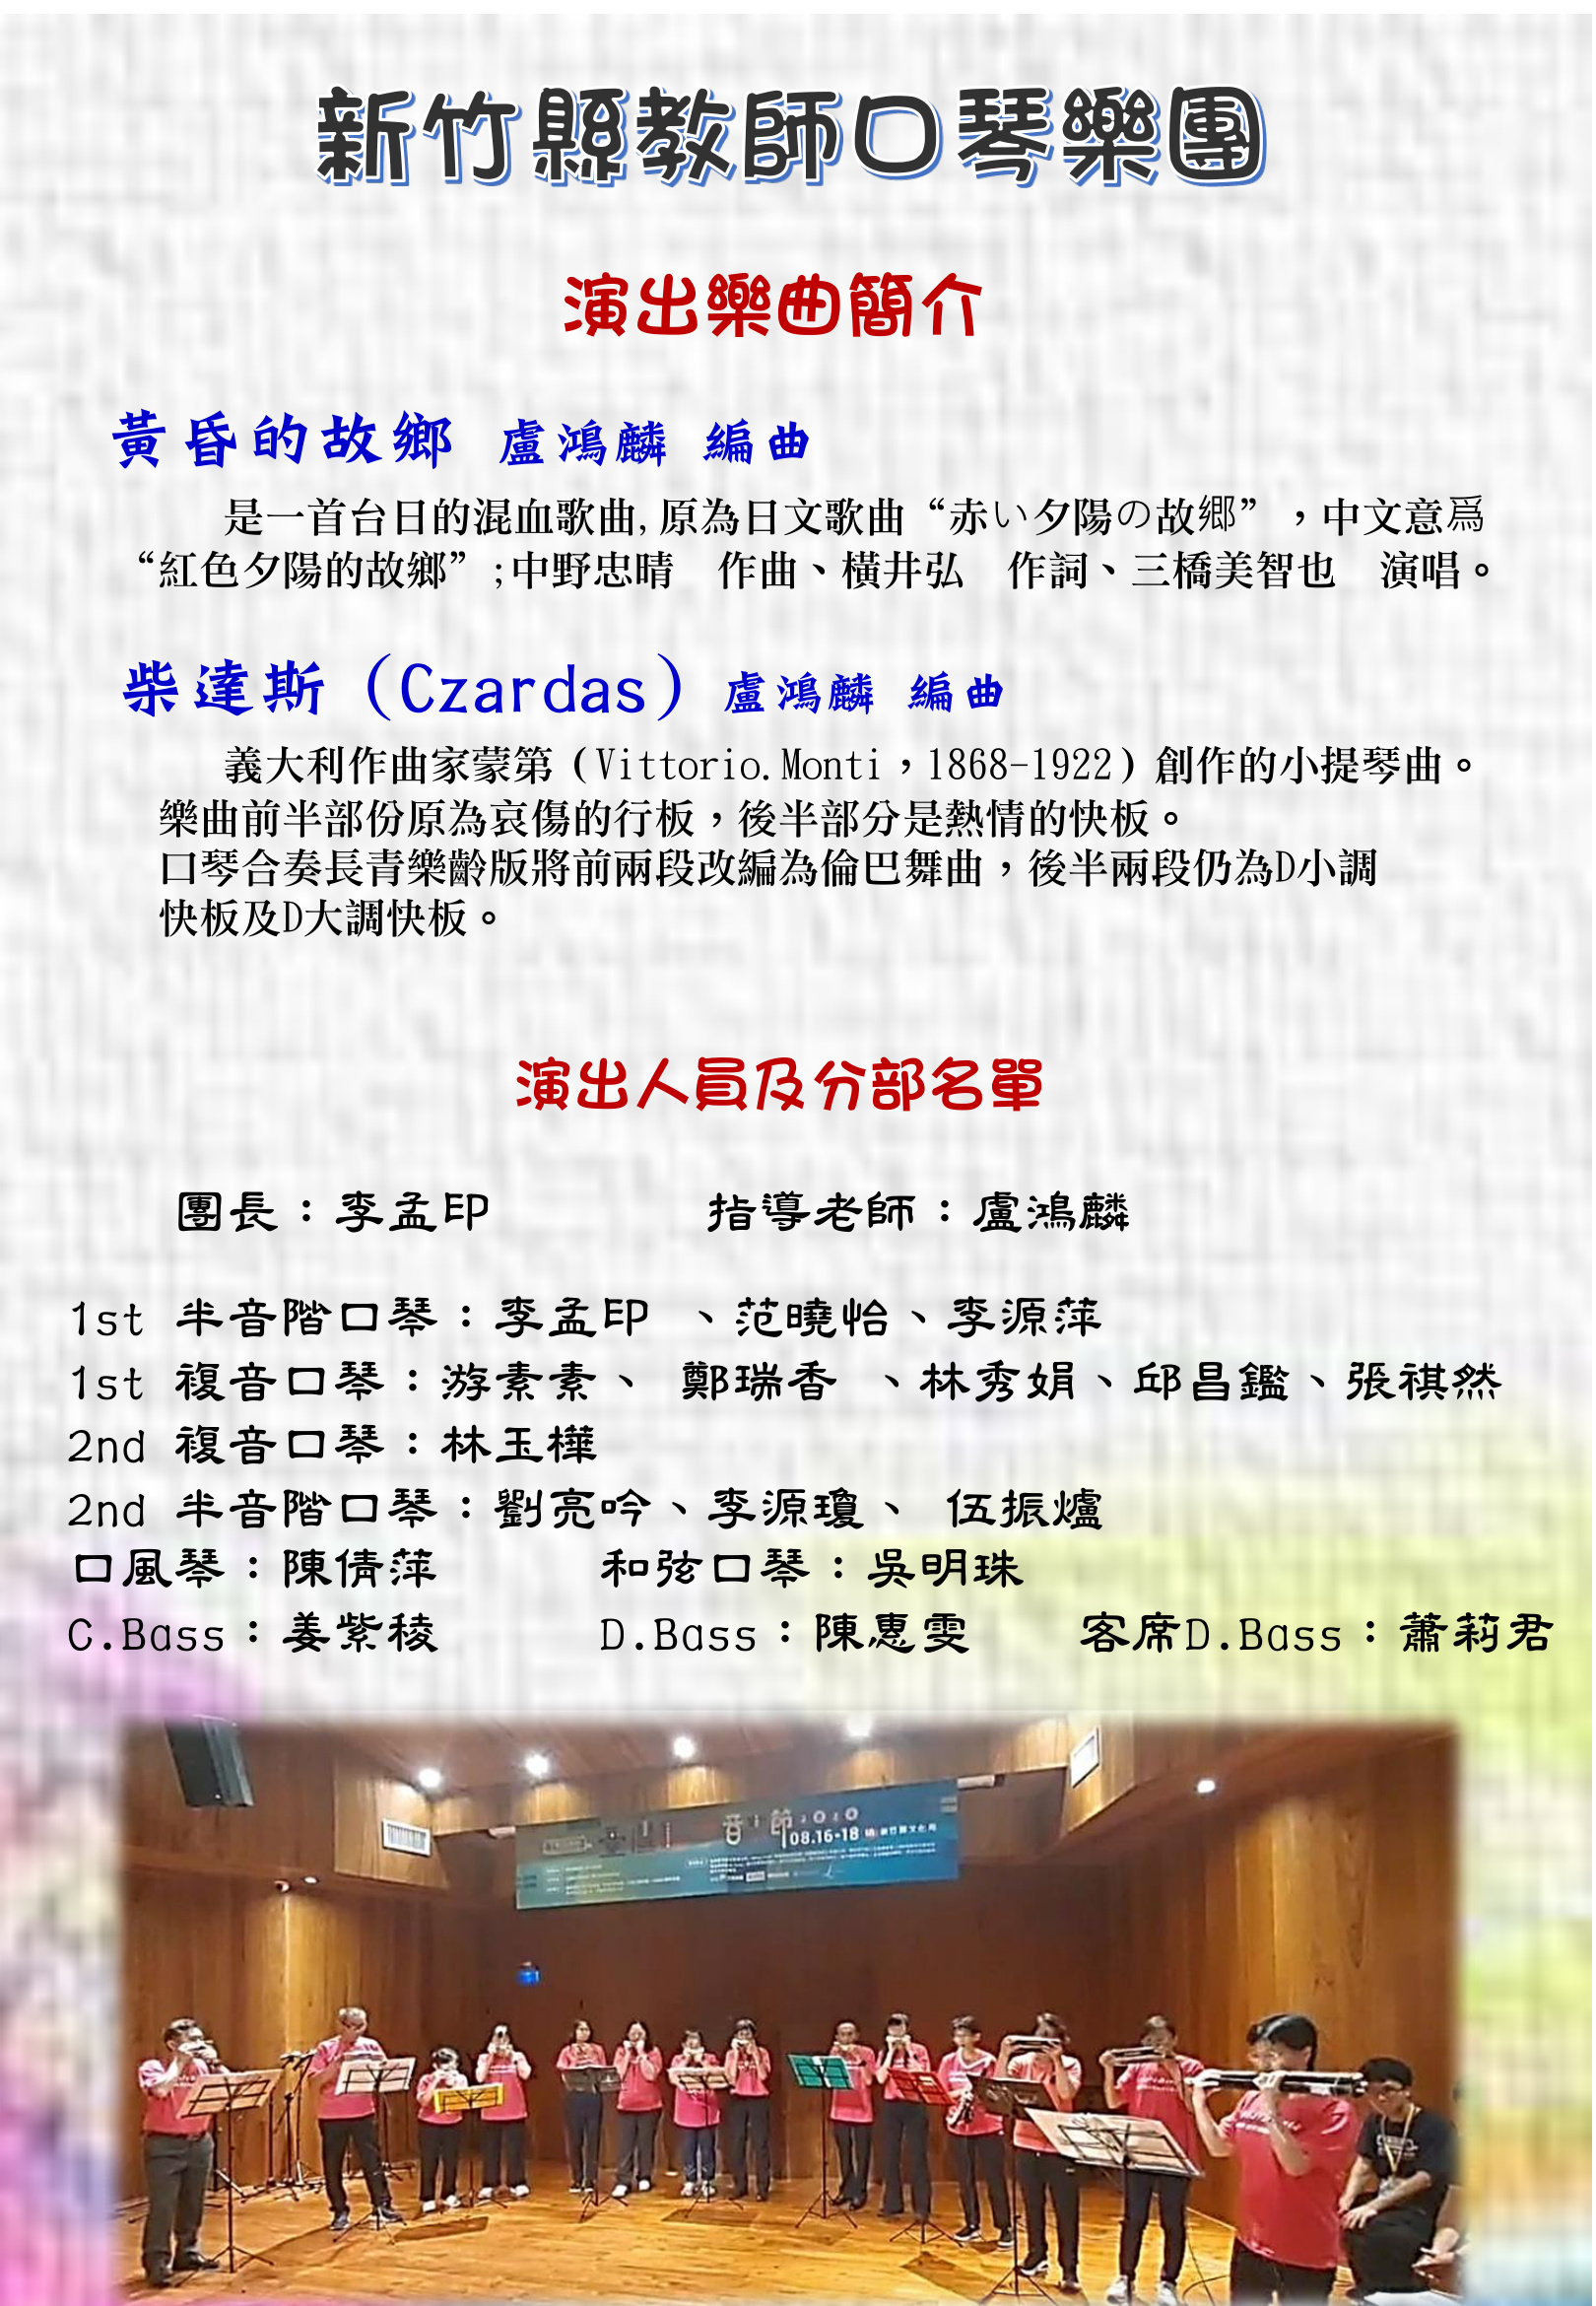 新竹縣教師口琴樂團
演出樂曲簡介
黃昏的故鄉 盧鴻麟 編曲
是一首台日的混血歌曲,原為日文歌曲“赤い夕陽の故郷”，中文意爲
“紅色夕陽的故鄉”;中野忠晴 作曲、橫井弘 作詞、三橋美智也 演唱。
柴達斯（Czardas）盧鴻麟 編曲
義大利作曲家蒙第（Vittorio.Monti，1868-1922）創作的小提琴曲。
樂曲前半部份原為哀傷的行板，後半部分是熱情的快板。
口琴合奏長青樂齡版將前兩段改編為倫巴舞曲，後半兩段仍為D小調
快板及D大調快板。
演出人員及分部名單
團長：李孟印 指導老師：盧鴻麟
1st 半音階口琴：李孟印 、范曉怡、李源萍
1st 複音口琴：游素素、 鄭瑞香 、林秀娟、邱昌鑑、張祺然
2nd 複音口琴：林玉樺
2nd 半音階口琴：劉亮吟、李源瓊、 伍振爐
口風琴：陳倩萍 和弦口琴：吳明珠
C.Bass：姜紫稜 D.Bass：陳惠雯 客席D.Bass：蕭莉君
音 節 2020
08.16-18